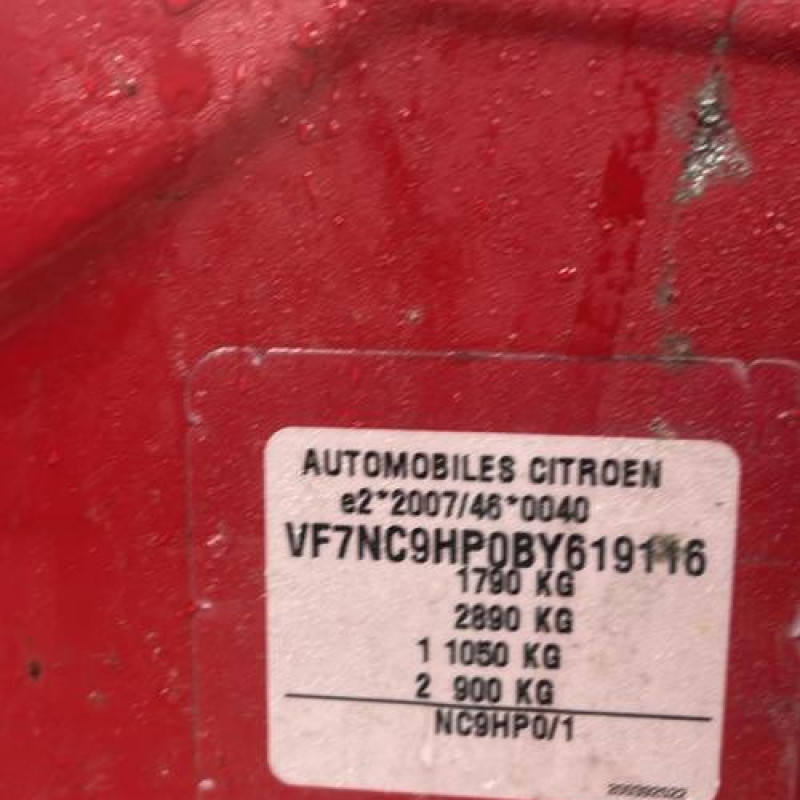 AUTOMOBILES CITROEN
e2*2007/46*0040
VF7NC9HP0BY619116
1790 KG
2890 KG
1 1050 KG
2 900 KG
NC9HP0/1